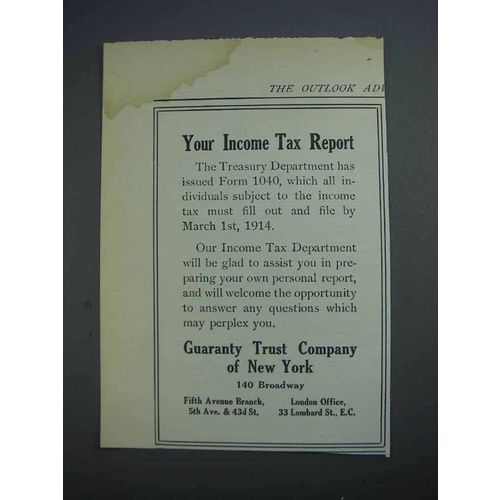 THE OUTLOOK ADV
Your Income Tax Report
The Treasury Department has
issued Form 1040, which all in-
dividuals subject to the income
tax must fill out and file by
March 1st, 1914.
Our Income Tax Department
will be glad to assist you in pre-
paring your own personal report,
and will welcome the opportunity
to answer any questions which
may perplex you.
Guaranty Trust Company
of New York
140 Broadway
Fifth Avenue Branch,
5th Ave. & 43d St.
London Office,
33 Lombard St., E.C.